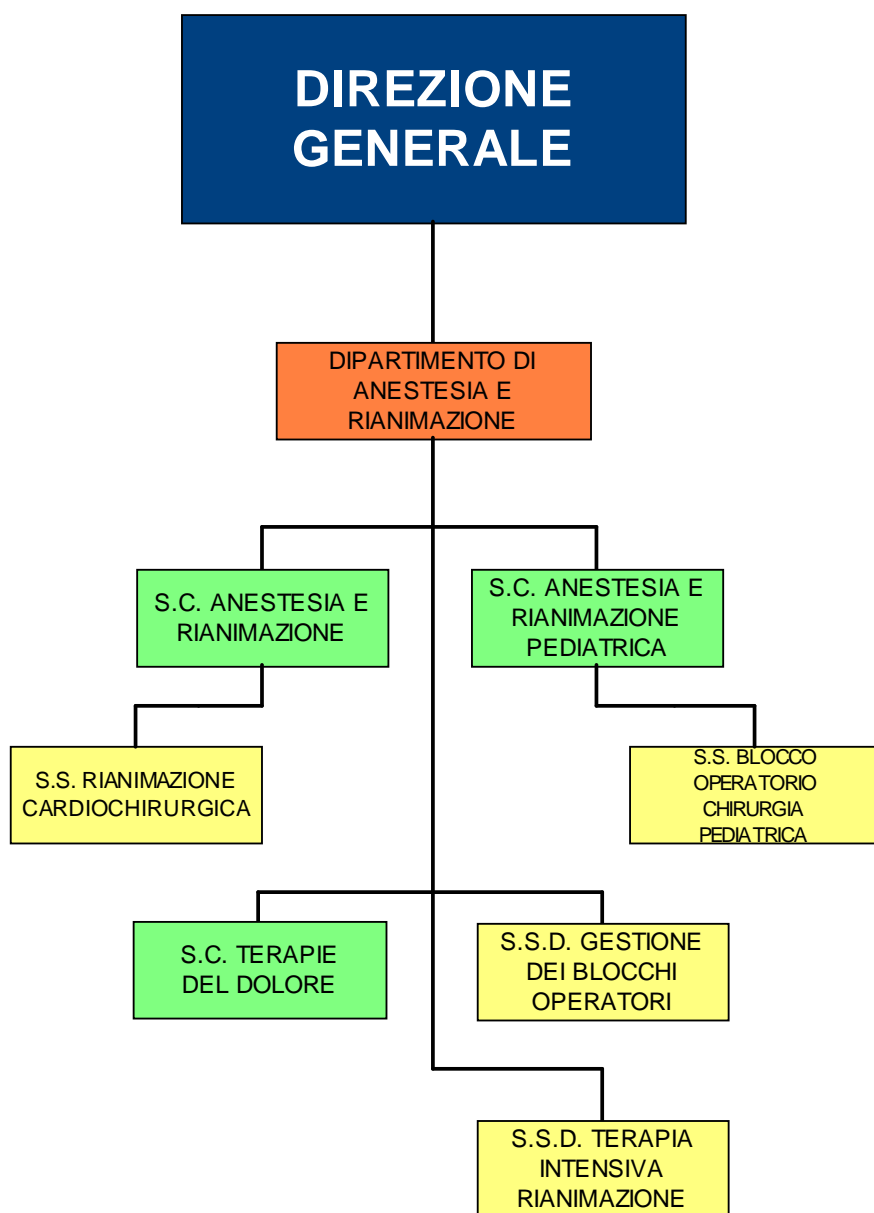 DIREZIONE
GENERALE
DIPARTIMENTO DI
ANESTESIA E
RIANIMAZIONE
S.C. ANESTESIA E
RIANIMAZIONE
S.C. ANESTESIA E
RIANIMAZIONE
PEDIATRICA
S.S. RIANIMAZIONE
CARDIOCHIRURGICA
S.S. BLOCCO
OPERATORIO
CHIRURGIA
PEDIATRICA
S.C. TERAPIE
DEL DOLORE
S.S.D. GESTIONE
DEI BLOCCHI
OPERATORI
S.S.D. TERAPIA
INTENSIVA
RIANIMAZIONE